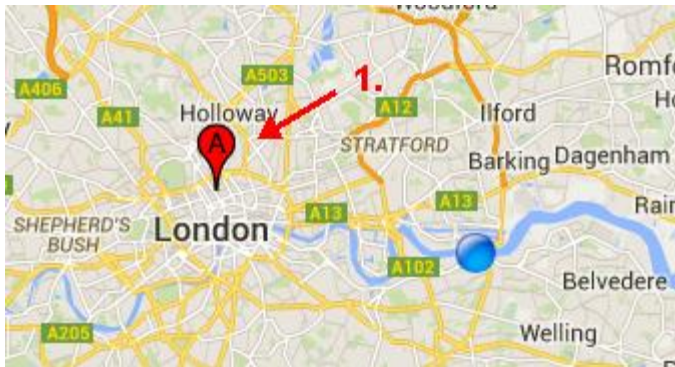 Woodford
A503
1.
Romf
A406
A41
Holloway
A12
Ilford
Ho
A
STRATFORD
Barking
Dagenham
SHEPHERD'S
BUSH
London
A13
A13
Rain
A102
Belvedere
A205
Welling